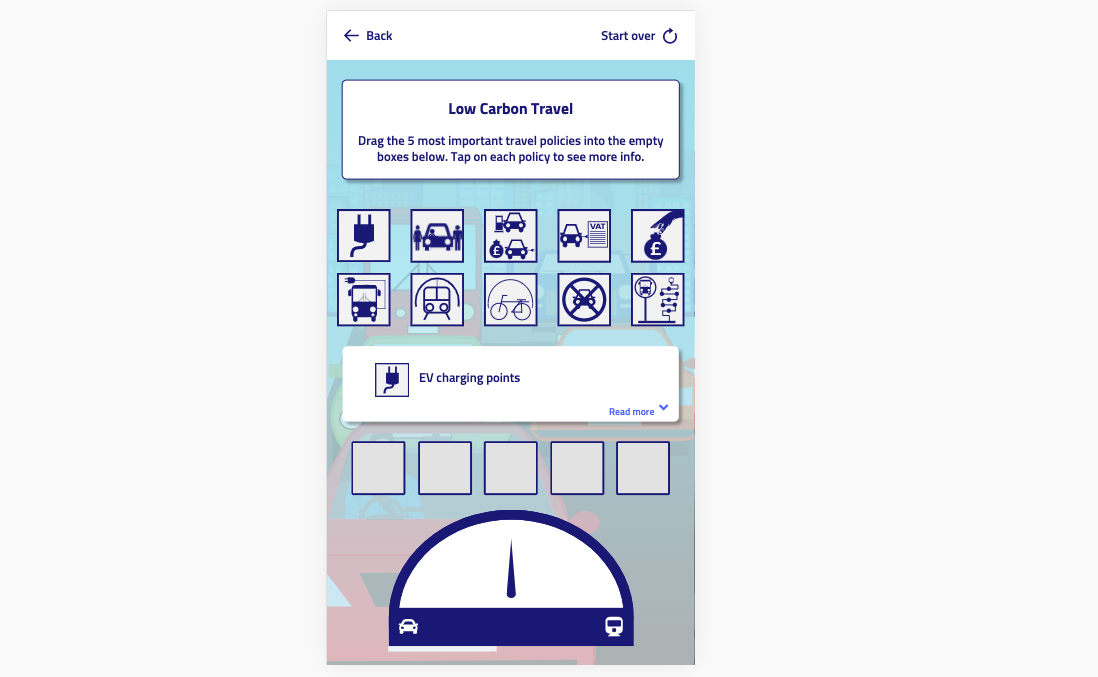 Back
Start over
Low Carbon Travel
Drag the 5 most important travel policies into the empty
boxes below. Tap on each policy to see more info.
VAT
£
£
EV charging points
Read more